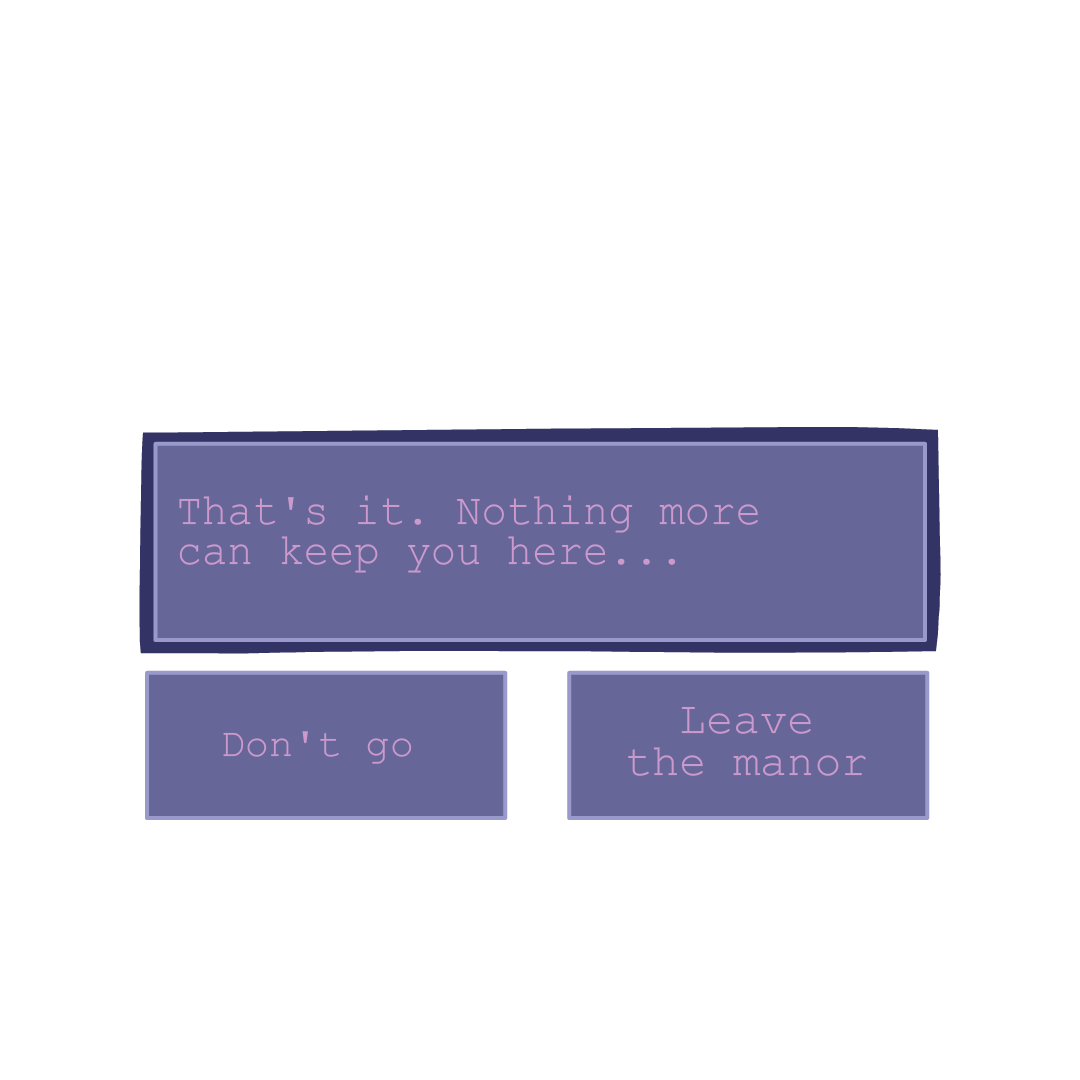 That's it. Nothing more
can keep you here...
Don't go
Leave
the manor